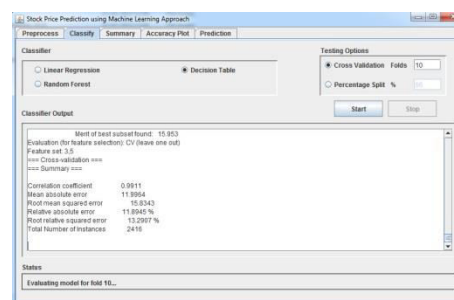 Stock Price Prediction using Machine Learning Approach
Preprocess Classify Summary Accuracy Plot Prediction
Classifier
Testing Options
Linear Regression Decision Table
Cross Validation Folds 10
Random Forest
Percentage Split %
Start Stop
Classifier Output
Merit of best subset found: 15.953
Evaluation (for feature selection): CV (leave one out)
Feature set: 3,5
=== Cross-validation ===
=== Summary ===
Correlation coefficient 0.9911
Mean absolute error 11.9964
Root mean squared error 15.8343
Relative absolute error 11.8945 %
Root relative squared error 13.2907 %
Total Number of Instances 2416
Status
Evaluating model for fold 10...